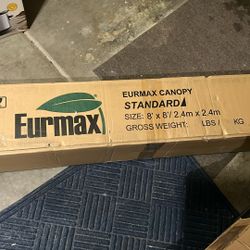 Eurmax
EURMAX CANOPY
STANDARD
SIZE: 8' x 8'/ 2.4m x 2.4m
GROSS WEIGHT: LBS / KG